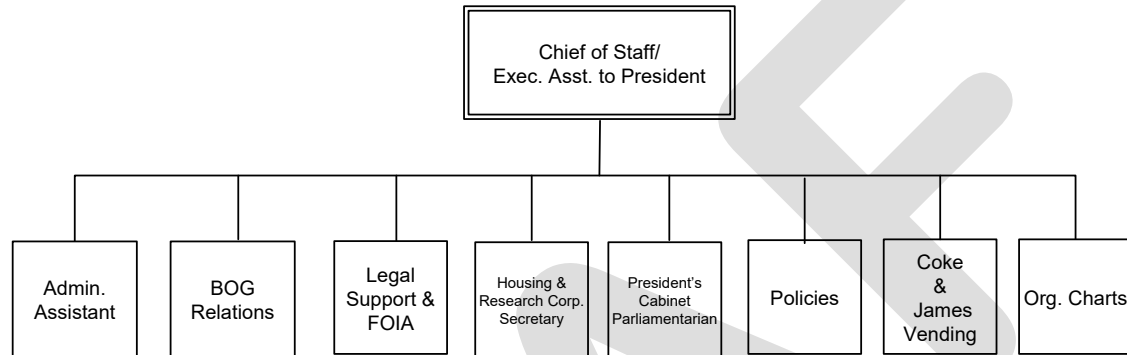 Chief of Staff/
Exec. Asst. to President
Admin.
Assistant
BOG
Relations
Legal
Support &
FOIA
Housing &
Research Corp.
Secretary
President’s
Cabinet
Parliamentarian
Policies
Coke
&
James
Vending
Org. Charts